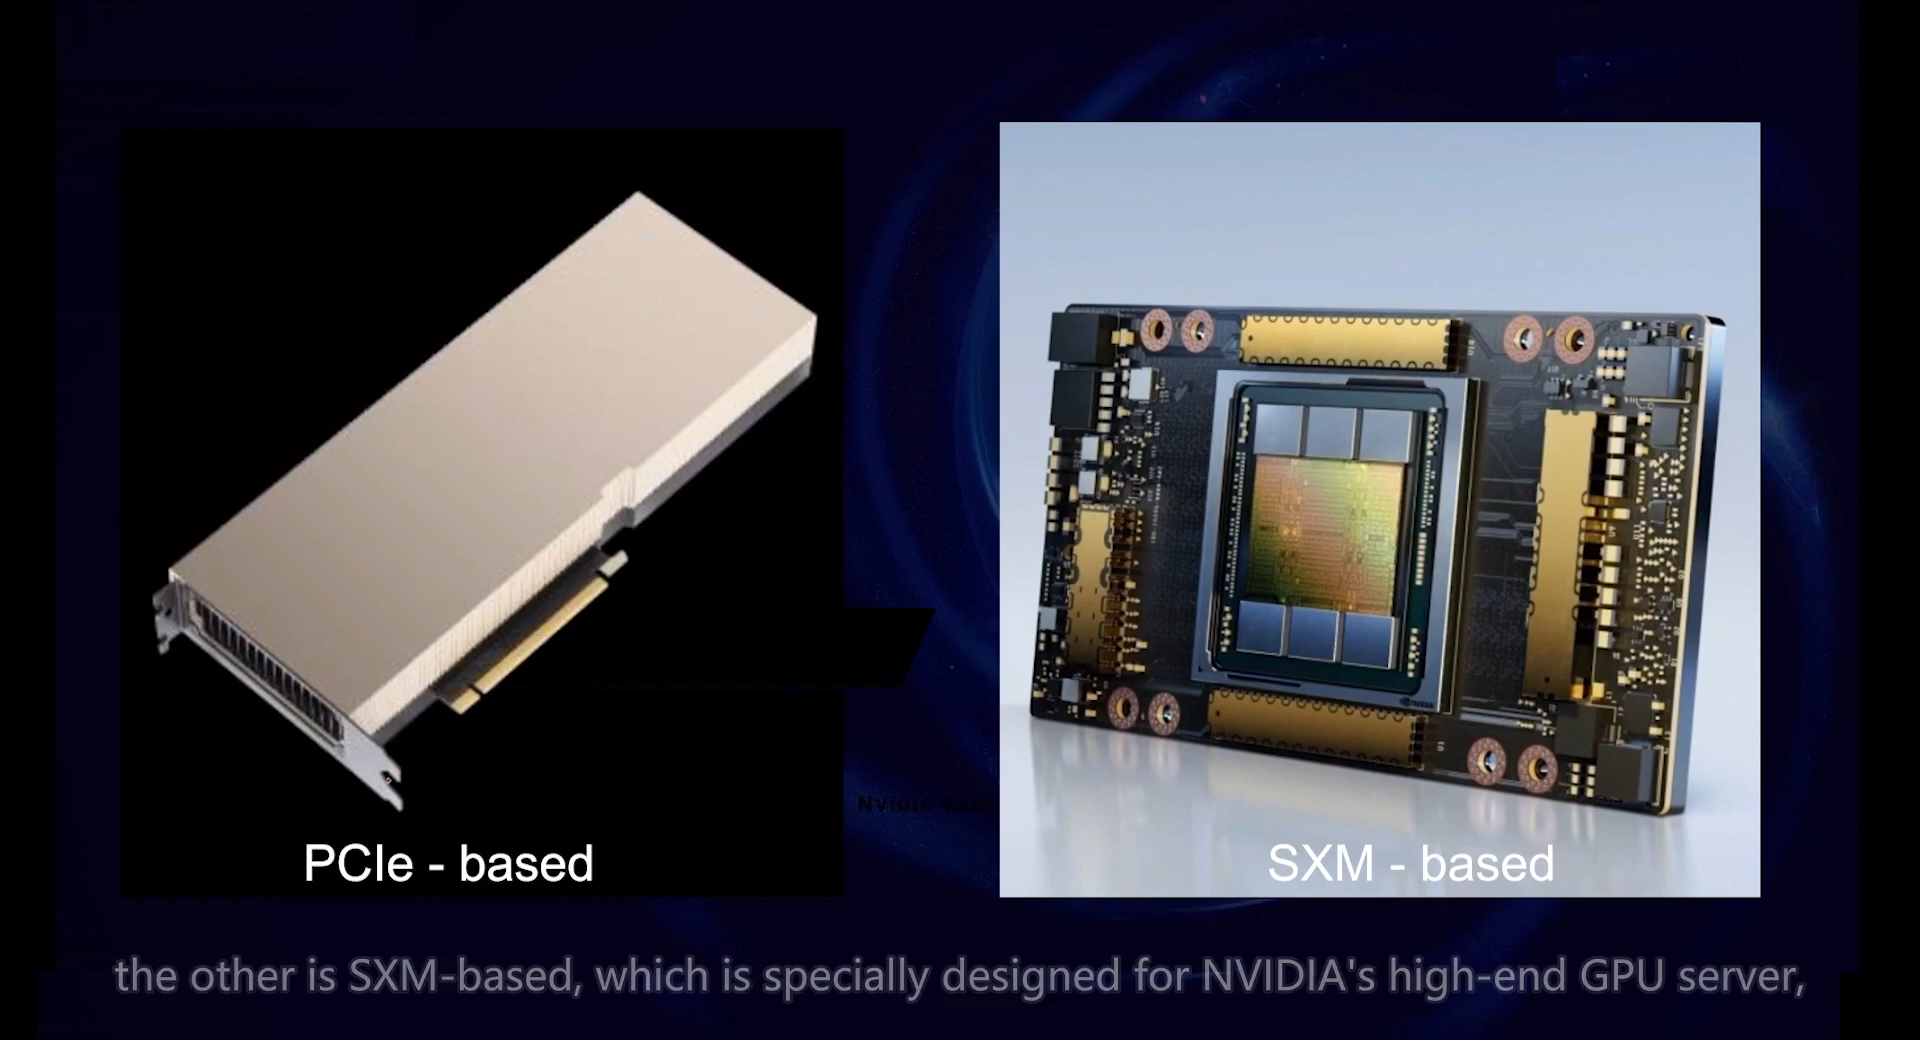 PCIe - based
SXM - based
the other is SXM-based, which is specially designed for NVIDIA's high-end GPU server,